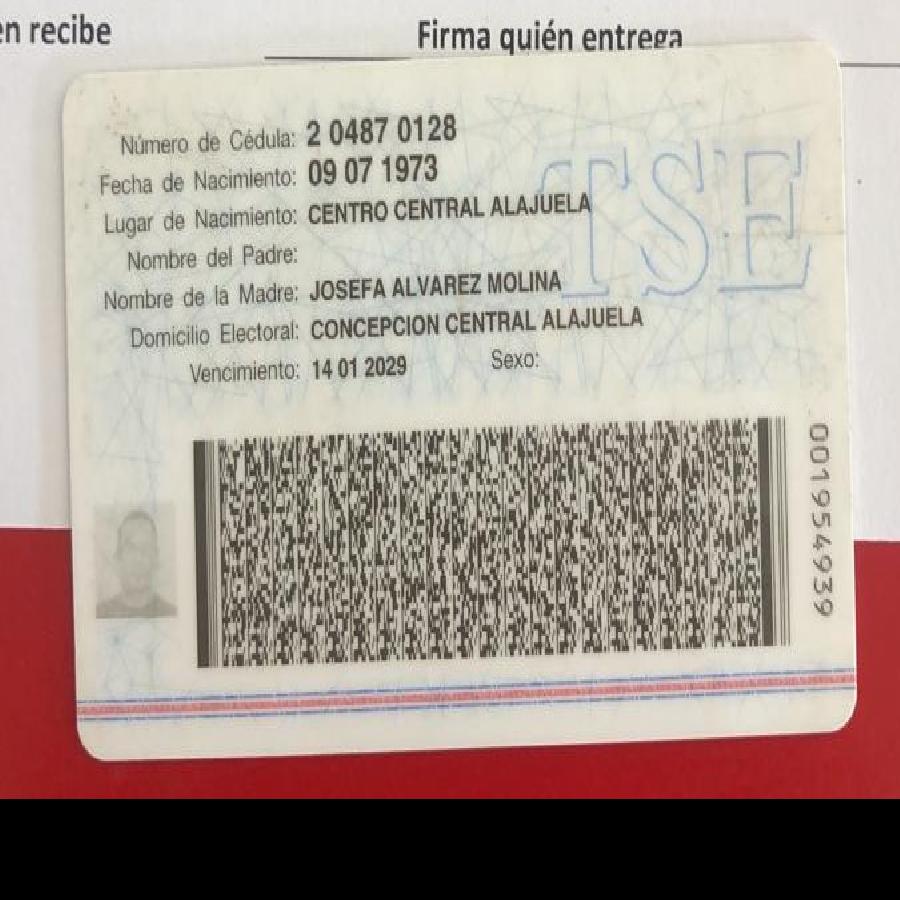 en recibe
Firma quién entrega
Número de Cédula: 2 0487 0128
Fecha de Nacimiento: 09 07 1973
Lugar de Nacimiento: CENTRO CENTRAL ALAJUELA
Nombre del Padre:
Nombre de la Madre: JOSEFA ALVAREZ MOLINA
Domicilio Electoral: CONCEPCION CENTRAL ALAJUELA
Vencimiento: 14 01 2029 Sexo:
TSE
001954939